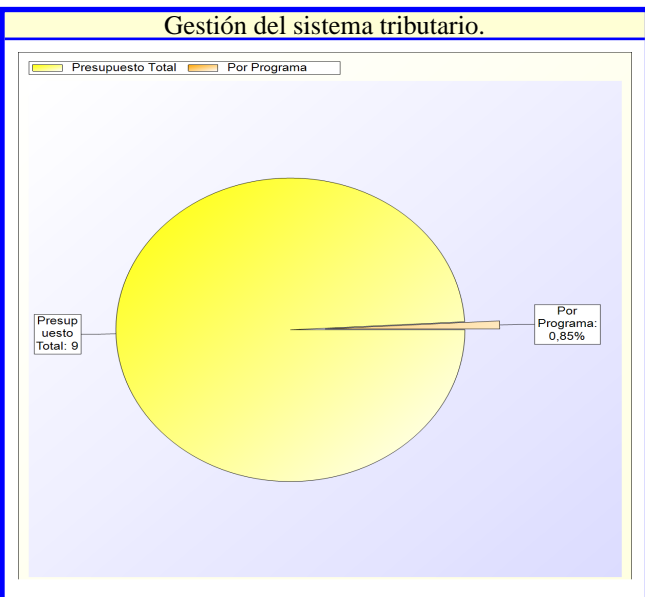 Gestión del sistema tributario.
Presupuesto Total Por Programa
Presup
uesto
Total: 9
Por
Programa:
0,85%